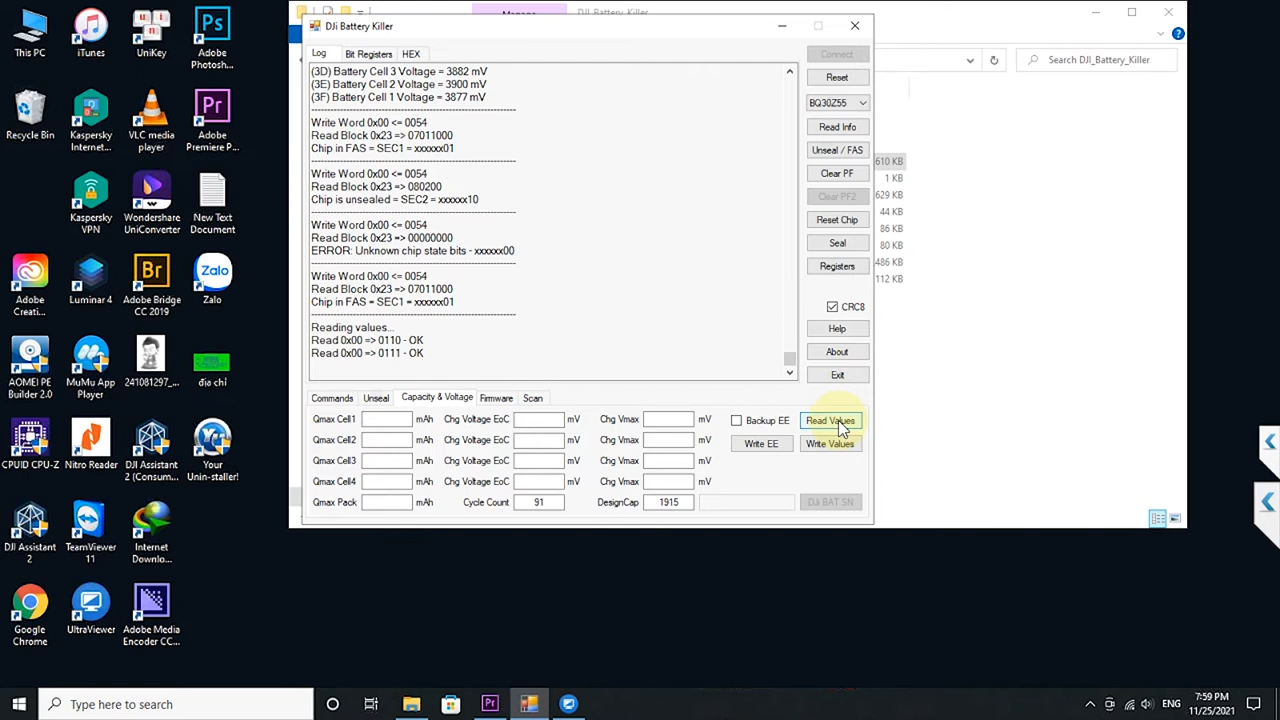 This PC
iTunes
UniKey
Adobe
Photosh...
Recycle Bin
Kaspersky
Internet...
VLC media
player
Adobe
Premiere P...
Kaspersky
VPN
Wondershare
UniConverter
New Text
Document
Adobe
Creati...
Luminar 4
Adobe Bridge
CC 2019
Zalo
AOMEI PE
Builder 2.0
MuMu App
Player
241081297_...
địa chỉ
CPUID CPU-Z
Nitro Reader
DJI Assistant
2 (Consum...
Your
Unin-staller!
DJI Assistant
2
TeamViewer
11
Internet
Downlo...
Google
Chrome
UltraViewer
Adobe Media
Encoder CC...
DJI_Battery_Killer
Search DJI_Battery_Killer
610 KB
1 KB
629 KB
44 KB
86 KB
80 KB
486 KB
112 KB
DJi Battery Killer
Log
Bit Registers
HEX
(3D) Battery Cell 3 Voltage = 3882 mV
(3E) Battery Cell 2 Voltage = 3900 mV
(3F) Battery Cell 1 Voltage = 3877 mV
------------------------------------------------------------
Write Word 0x00 <= 0054
Read Block 0x23 => 07011000
Chip in FAS = SEC1 = xxxxxx01
------------------------------------------------------------
Write Word 0x00 <= 0054
Read Block 0x23 => 080200
Chip is unsealed = SEC2 = xxxxxx10
------------------------------------------------------------
Write Word 0x00 <= 0054
Read Block 0x23 => 00000000
ERROR: Unknown chip state bits - xxxxxx00
------------------------------------------------------------
Write Word 0x00 <= 0054
Read Block 0x23 => 07011000
Chip in FAS = SEC1 = xxxxxx01
------------------------------------------------------------
Reading values...
Read 0x00 => 0110 - OK
Read 0x00 => 0111 - OK
Connect
Reset
BQ30Z55
Read Info
Unseal / FAS
Clear PF
Clear PF2
Reset Chip
Seal
Registers
CRC8
Help
About
Exit
Commands
Unseal
Capacity & Voltage
Firmware
Scan
Qmax Cell1 mAh Chg Voltage EoC mV Chg Vmax mV
Backup EE
Read Values
Qmax Cell2 mAh Chg Voltage EoC mV Chg Vmax mV
Write EE
Write Values
Qmax Cell3 mAh Chg Voltage EoC mV Chg Vmax mV
Qmax Cell4 mAh Chg Voltage EoC mV Chg Vmax mV
Qmax Pack mAh Cycle Count 91 DesignCap 1915
DJI BAT SN
Type here to search
ENG
7:59 PM
11/25/2021